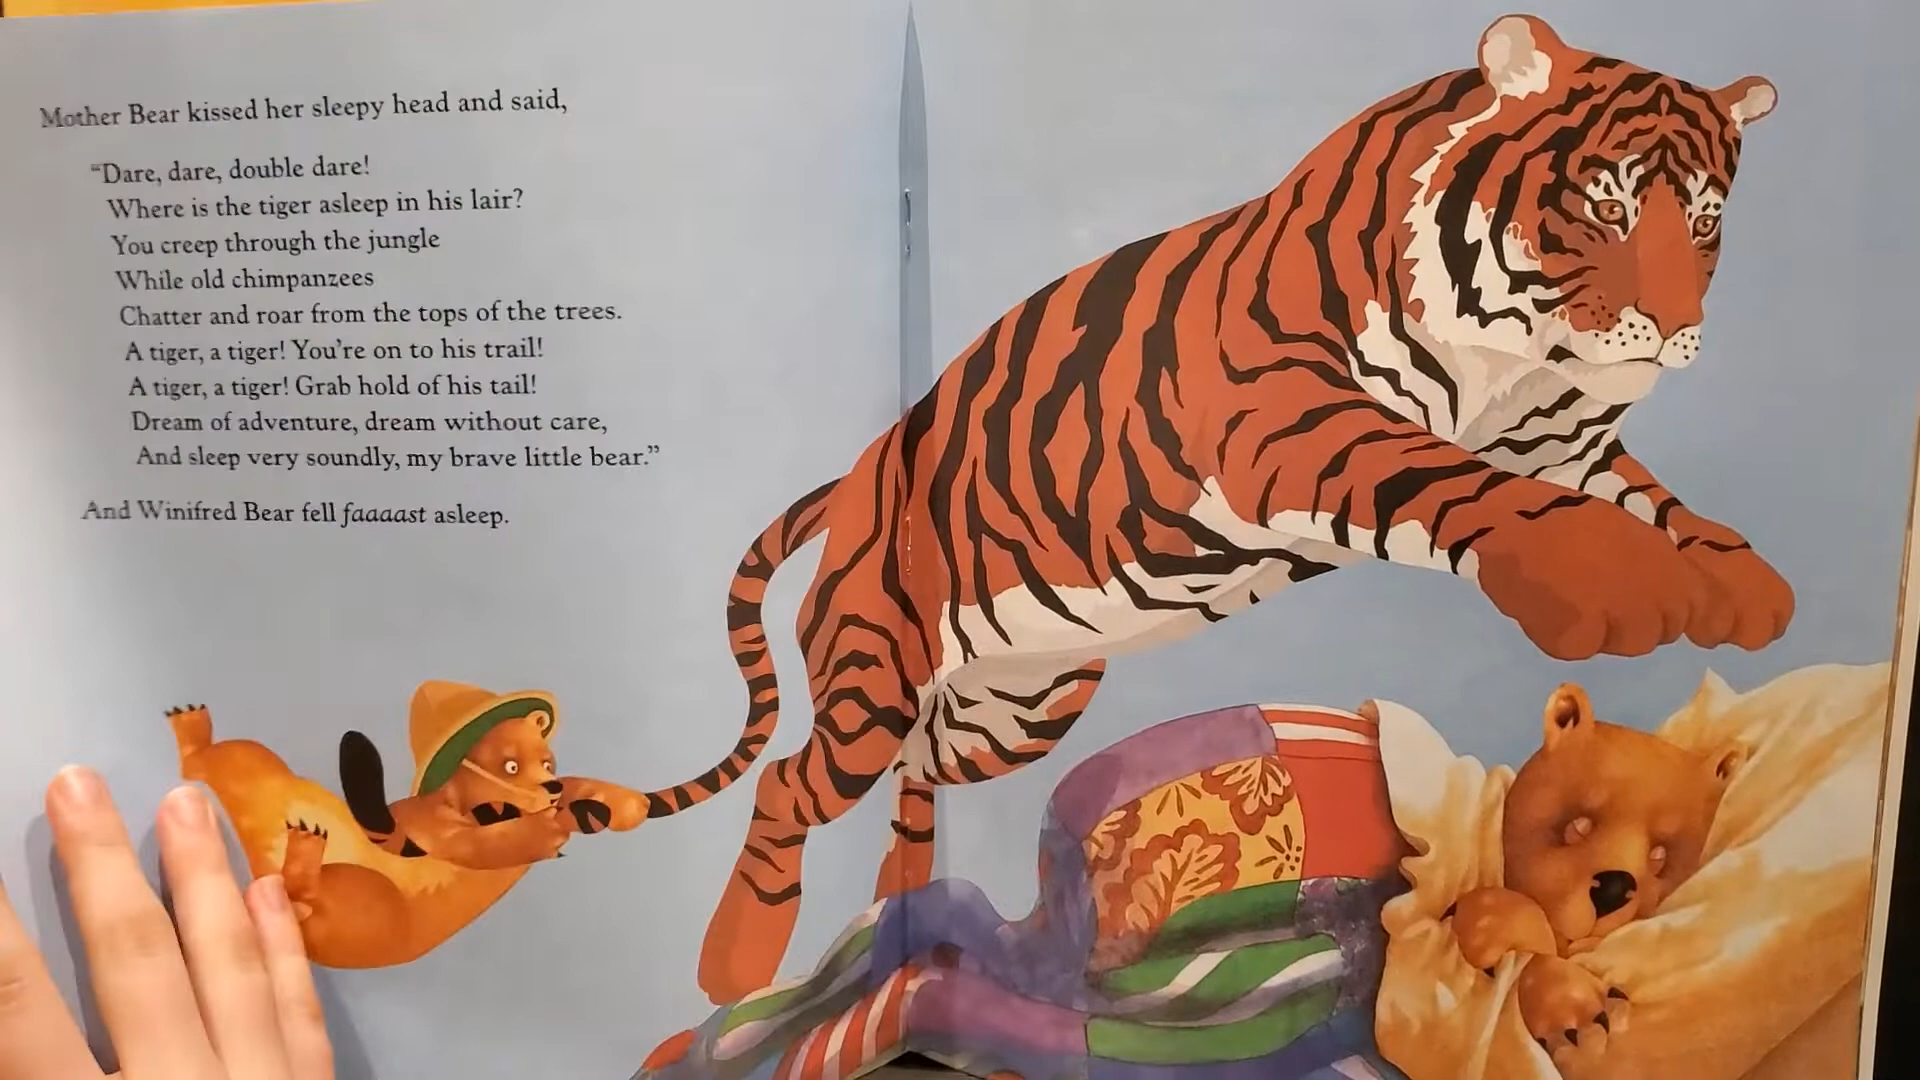 Mother Bear kissed her sleepy head and said,
“Dare, dare, double dare!
Where is the tiger asleep in his lair?
You creep through the jungle
While old chimpanzees
Chatter and roar from the tops of the trees.
A tiger, a tiger! You’re on to his trail!
A tiger, a tiger! Grab hold of his tail!
Dream of adventure, dream without care,
And sleep very soundly, my brave little bear.”
And Winifred Bear fell faaaast asleep.